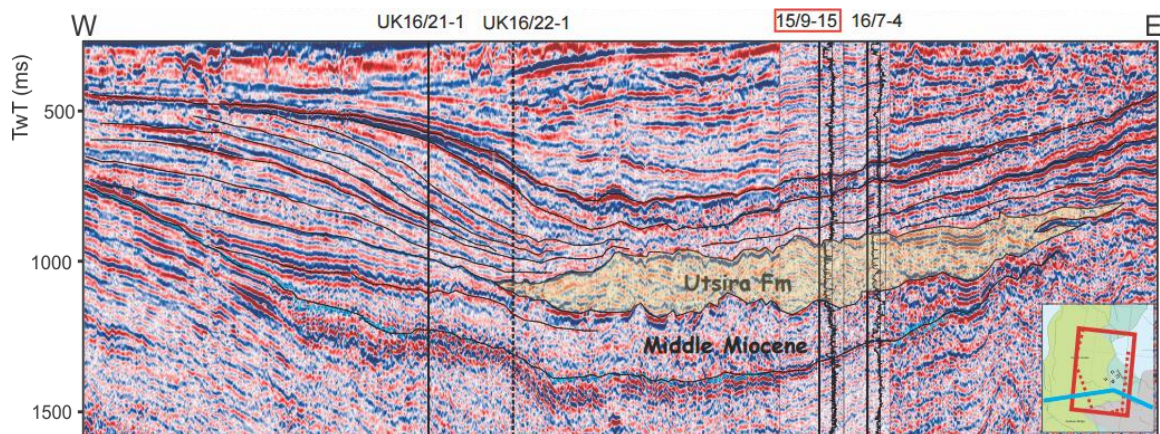 UK16/21-1 UK16/22-1 15/9-15 16/7-4
W E
TwT (ms)
500
1000
1500
Utsira Fm
Middle Miocene